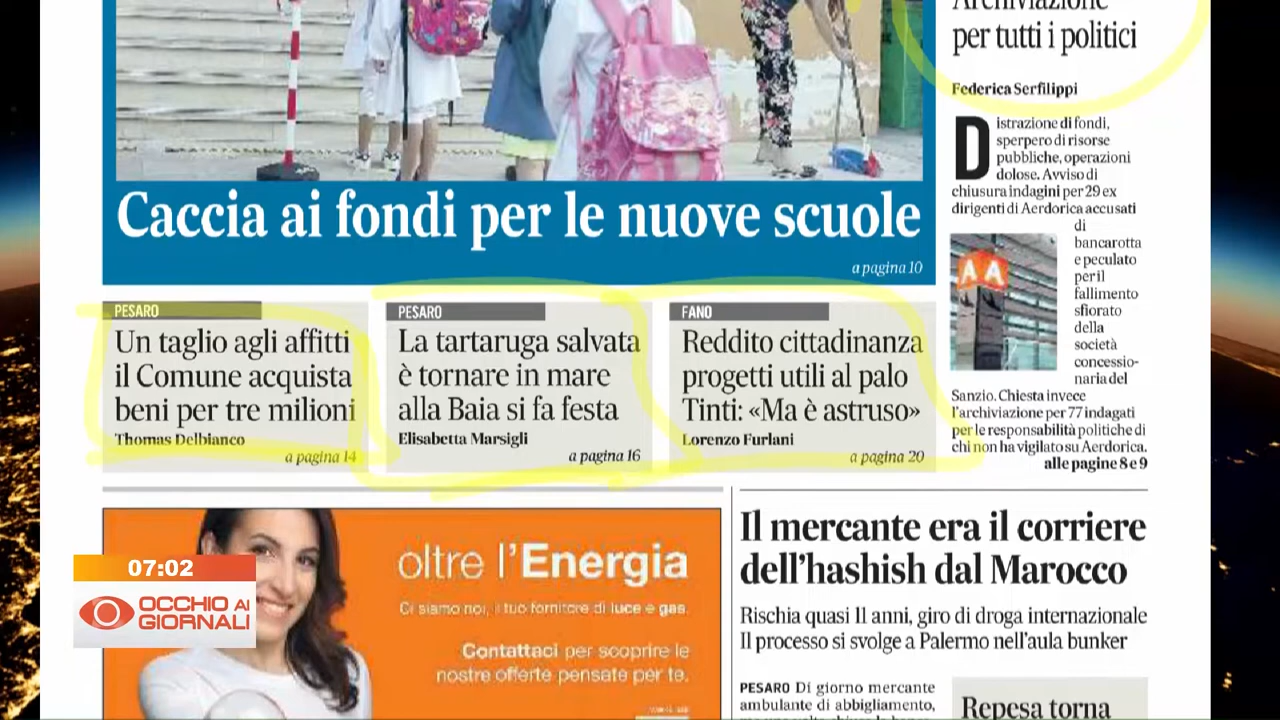 Archiviazione
per tutti i politici
Federica Serfilippi
Distrazione di fondi,
sperpero di risorse
pubbliche, operazioni
dolose. Avviso di
chiusura indagini per 29 ex
dirigenti di Aerdorica accusati
di
bancarotta
e peculato
per il
fallimento
sfiorato
della
società
concessio-
naria del
Sanzio. Chiesta invece
l'archiviazione per 77 indagati
per le responsabilità politiche di
chi non ha vigilato su Aerdorica.
alle pagine 8 e 9
Caccia ai fondi per le nuove scuole
a pagina 10
PESARO
Un taglio agli affitti
il Comune acquista
beni per tre milioni
Thomas Delbianco
a pagina 14
PESARO
La tartaruga salvata
è tornare in mare
alla Baia si fa festa
Elisabetta Marsigli
a pagina 16
FANO
Reddito cittadinanza
progetti utili al palo
Tinti: «Ma è astruso»
Lorenzo Furlani
a pagina 20
oltre l'Energia
Ci siamo noi, il tuo fornitore di luce e gas.
Contattaci per scoprire le
nostre offerte pensate per te.
07:02
OCCHIO AI
GIORNALI
Il mercante era il corriere
dell'hashish dal Marocco
Rischia quasi 11 anni, giro di droga internazionale
Il processo si svolge a Palermo nell'aula bunker
PESARO Di giorno mercante
ambulante di abbigliamento,
Repesa torna